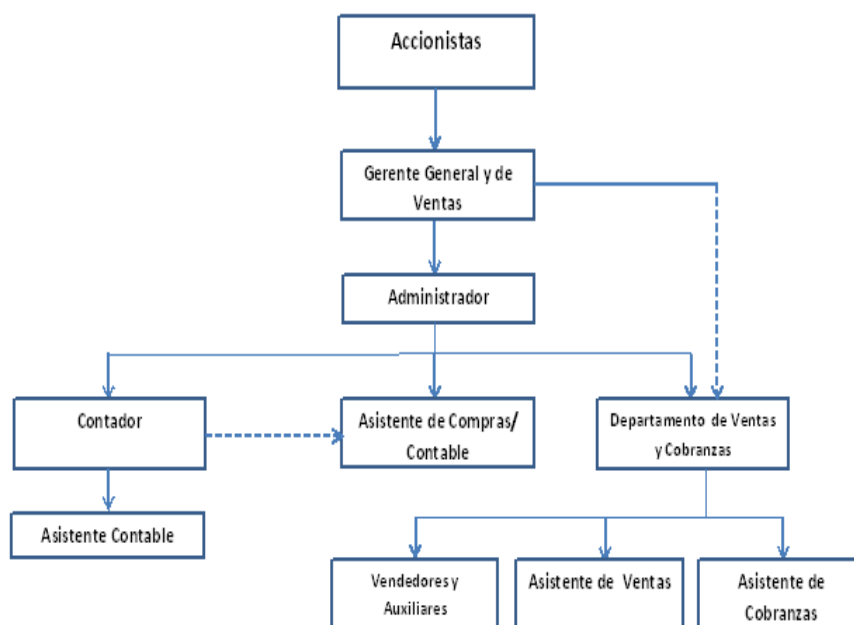 Accionistas
Gerente General y de
Ventas
Administrador
Contador
Asistente de Compras/
Contable
Departamento de Ventas
y Cobranzas
Asistente Contable
Vendedores y
Auxiliares
Asistente de Ventas
Asistente de
Cobranzas